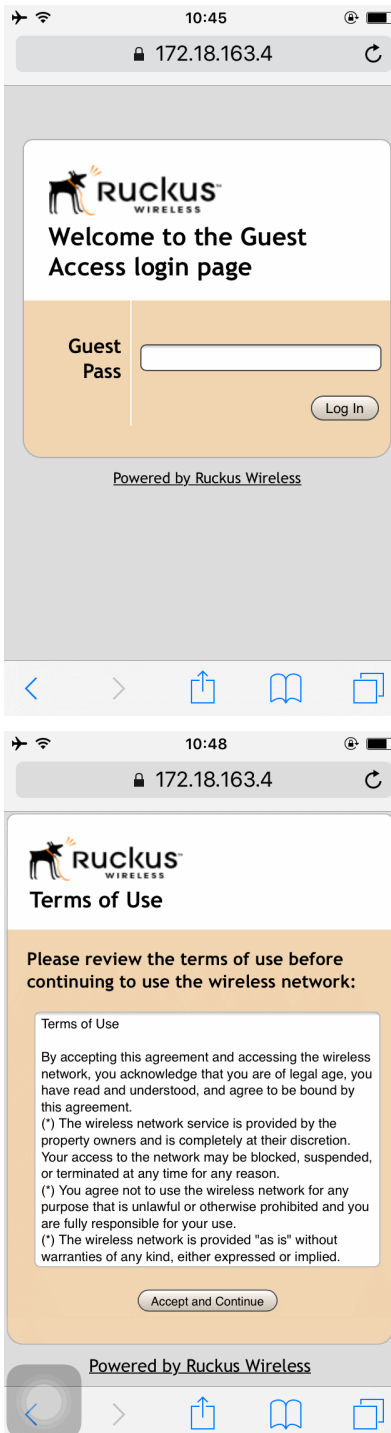 10:45
172.18.163.4
Ruckus™
WIRELESS
Welcome to the Guest
Access login page
Guest
Pass
Log In
Powered by Ruckus Wireless
10:48
172.18.163.4
Ruckus™
WIRELESS
Terms of Use
Please review the terms of use before
continuing to use the wireless network:
Terms of Use
By accepting this agreement and accessing the wireless
network, you acknowledge that you are of legal age, you
have read and understood, and agree to be bound by
this agreement.
(*) The wireless network service is provided by the
property owners and is completely at their discretion.
Your access to the network may be blocked, suspended,
or terminated at any time for any reason.
(*) You agree not to use the wireless network for any
purpose that is unlawful or otherwise prohibited and you
are fully responsible for your use.
(*) The wireless network is provided "as is" without
warranties of any kind, either expressed or implied.
Accept and Continue
Powered by Ruckus Wireless